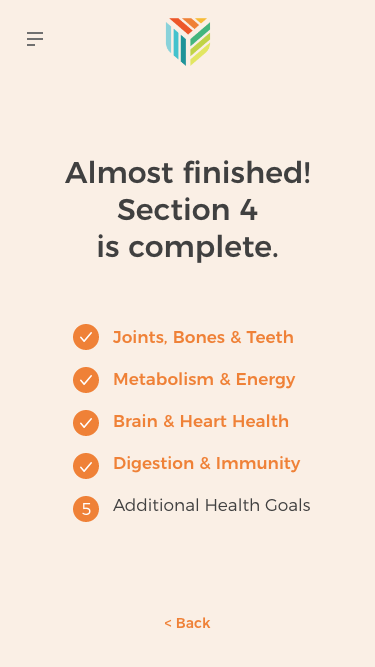 Almost finished!
Section 4
is complete.
Joints, Bones & Teeth
Metabolism & Energy
Brain & Heart Health
Digestion & Immunity
5 Additional Health Goals
< Back